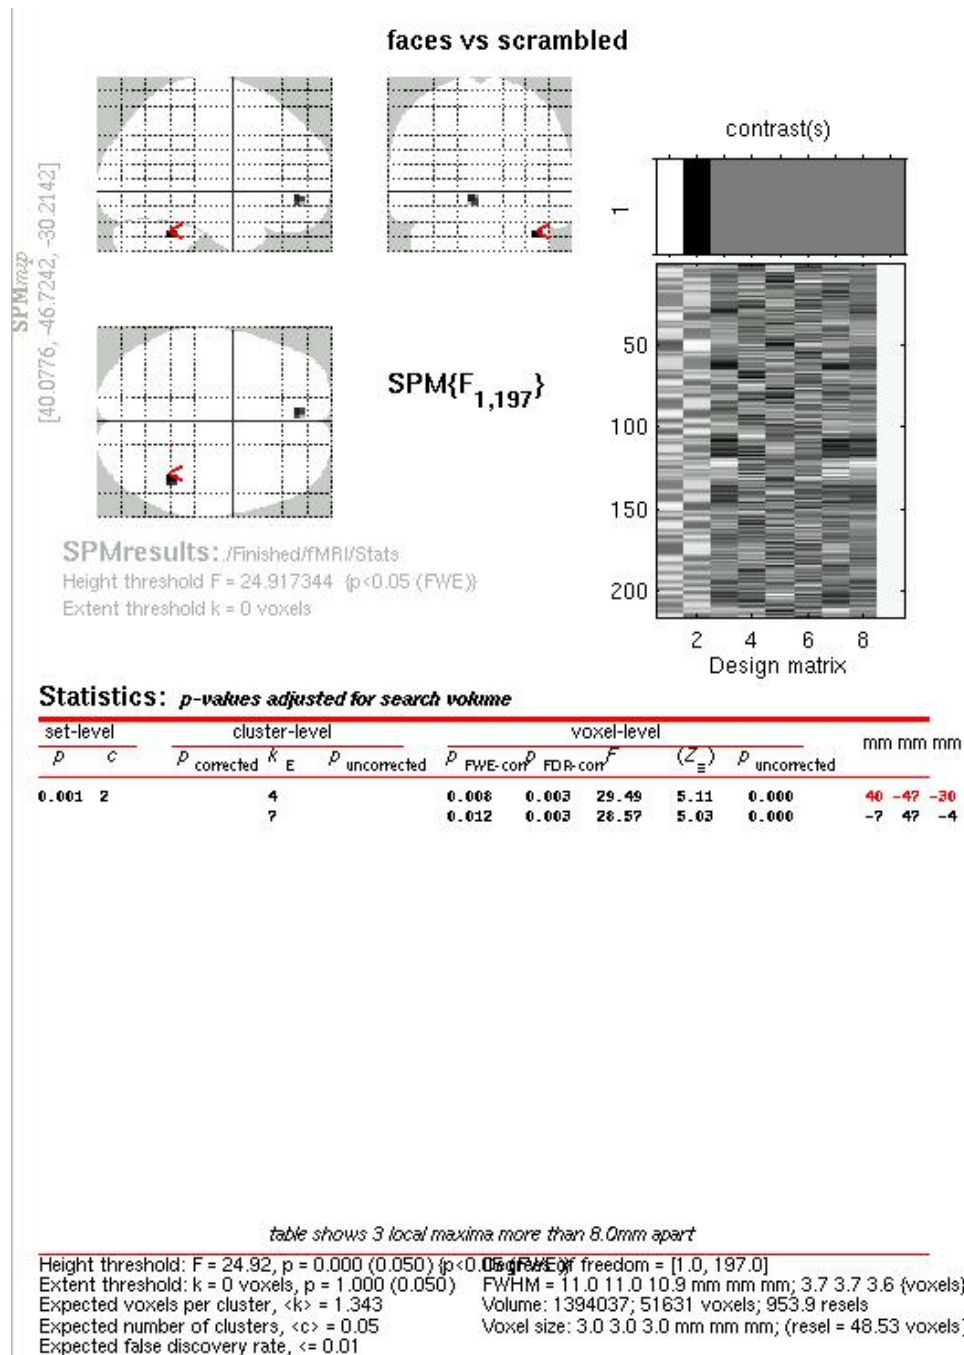 faces vs scrambled
contrast(s)
1
SPMmip
[40.0776, -46.7242, -30.2142]
SPM{F1,197}
50
100
150
200
2 4 6 8
Design matrix
SPMresults: ./Finished/fMRI/Stats
Height threshold F = 24.917344 {p<0.05 (FWE)}
Extent threshold k = 0 voxels
Statistics: p-values adjusted for search volume
set-level cluster-level voxel-level mm mm mm
p c p corrected k E p uncorrected p FWE-corr p FDR-corr F (Z≡) p uncorrected
0.001 2 4 0.008 0.003 29.49 5.11 0.000 40 -47 -30
7 0.012 0.003 28.57 5.03 0.000 -7 47 -4
table shows 3 local maxima more than 8.0mm apart
Height threshold: F = 24.92, p = 0.000 (0.050) {p<0.05 (FWE)} Degrees of freedom = [1.0, 197.0]
Extent threshold: k = 0 voxels, p = 1.000 (0.050) FWHM = 11.0 11.0 10.9 mm mm mm; 3.7 3.7 3.6 {voxels}
Expected voxels per cluster, <k> = 1.343 Volume: 1394037; 51631 voxels; 953.9 resels
Expected number of clusters, <c> = 0.05 Voxel size: 3.0 3.0 3.0 mm mm mm; (resel = 48.53 voxels)
Expected false discovery rate, <= 0.01